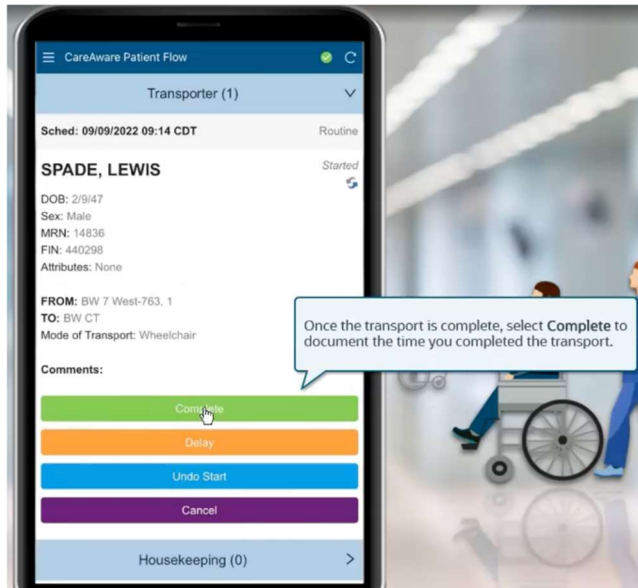 CareAware Patient Flow
Transporter (1)
Sched: 09/09/2022 09:14 CDT Routine
SPADE, LEWIS Started
DOB: 2/9/47
Sex: Male
MRN: 14836
FIN: 440298
Attributes: None
FROM: BW 7 West-763, 1
TO: BW CT
Mode of Transport: Wheelchair
Comments:
Once the transport is complete, select Complete to
document the time you completed the transport.
Complete
Delay
Undo Start
Cancel
Housekeeping (0)